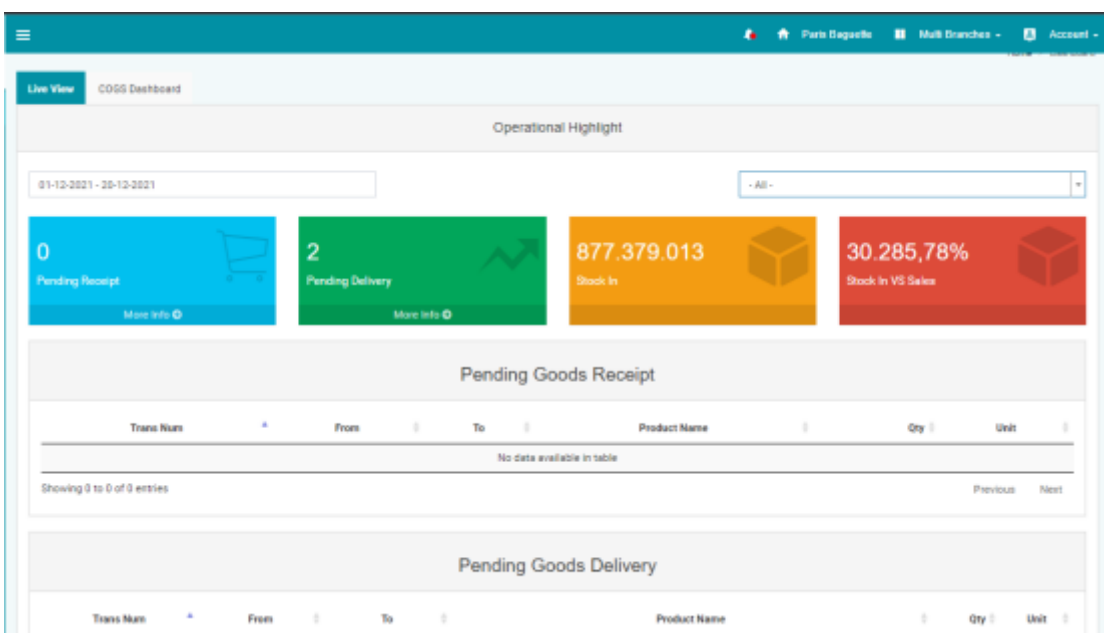 Paris Baguette Multi Branches Account
Live View COGS Dashboard
Operational Highlight
01-12-2021 - 20-12-2021 - All -
0 2 877.379.013 30.285,78%
Pending Receipt Pending Delivery Stock In Stock In VS Sales
More Info More Info
Pending Goods Receipt
Trans Num From To Product Name Qty Unit
No data available in table
Showing 0 to 0 of 0 entries Previous Next
Pending Goods Delivery
Trans Num From To Product Name Qty Unit